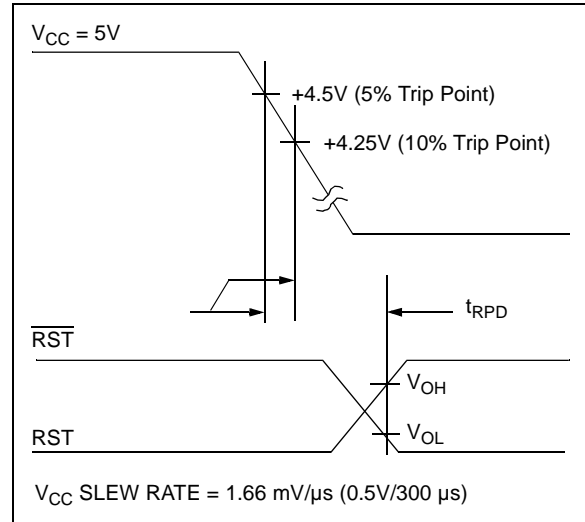 V_CC = 5V
+4.5V (5% Trip Point)
+4.25V (10% Trip Point)
t_RPD
R̅S̅T̅
V_OH
RST
V_OL
V_CC SLEW RATE = 1.66 mV/µs (0.5V/300 µs)